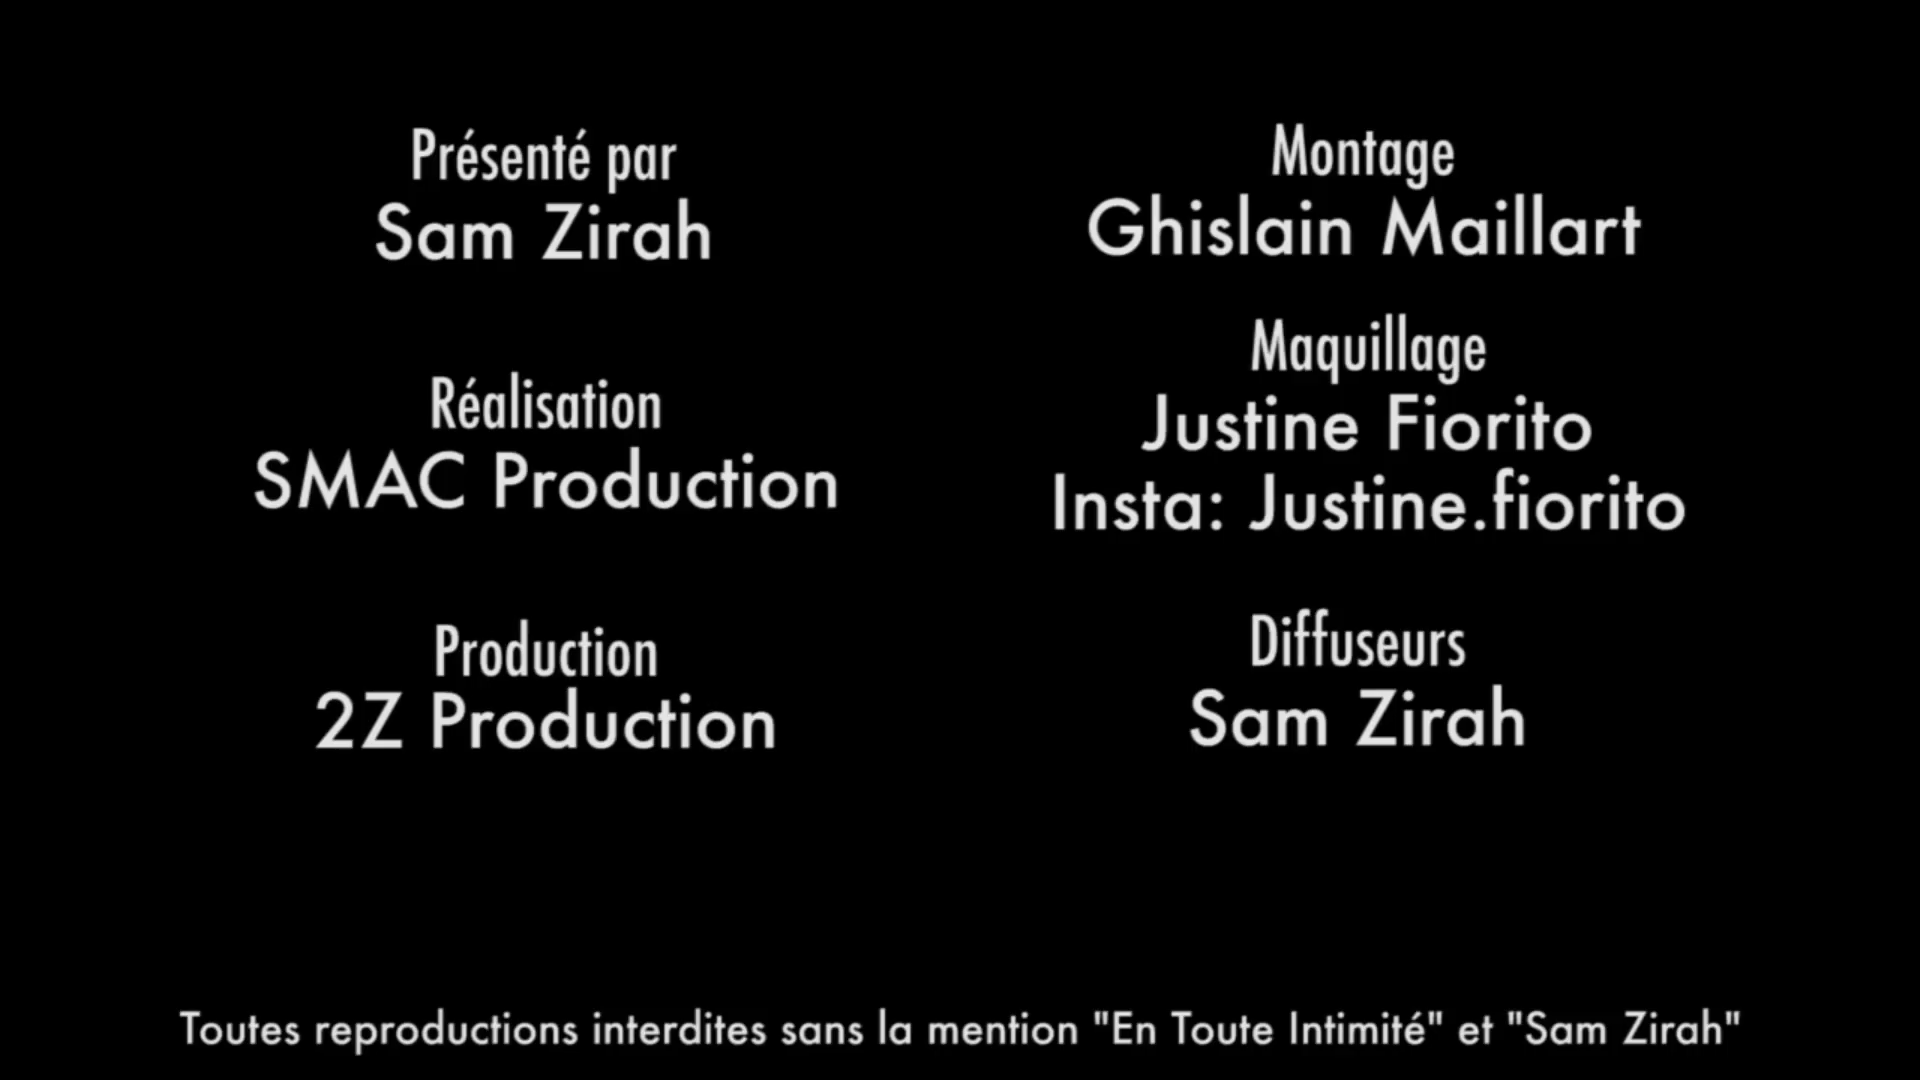 Présenté par
Sam Zirah
Réalisation
SMAC Production
Production
2Z Production
Montage
Ghislain Maillart
Maquillage
Justine Fiorito
Insta: Justine.fiorito
Diffuseurs
Sam Zirah
Toutes reproductions interdites sans la mention "En Toute Intimité" et "Sam Zirah"